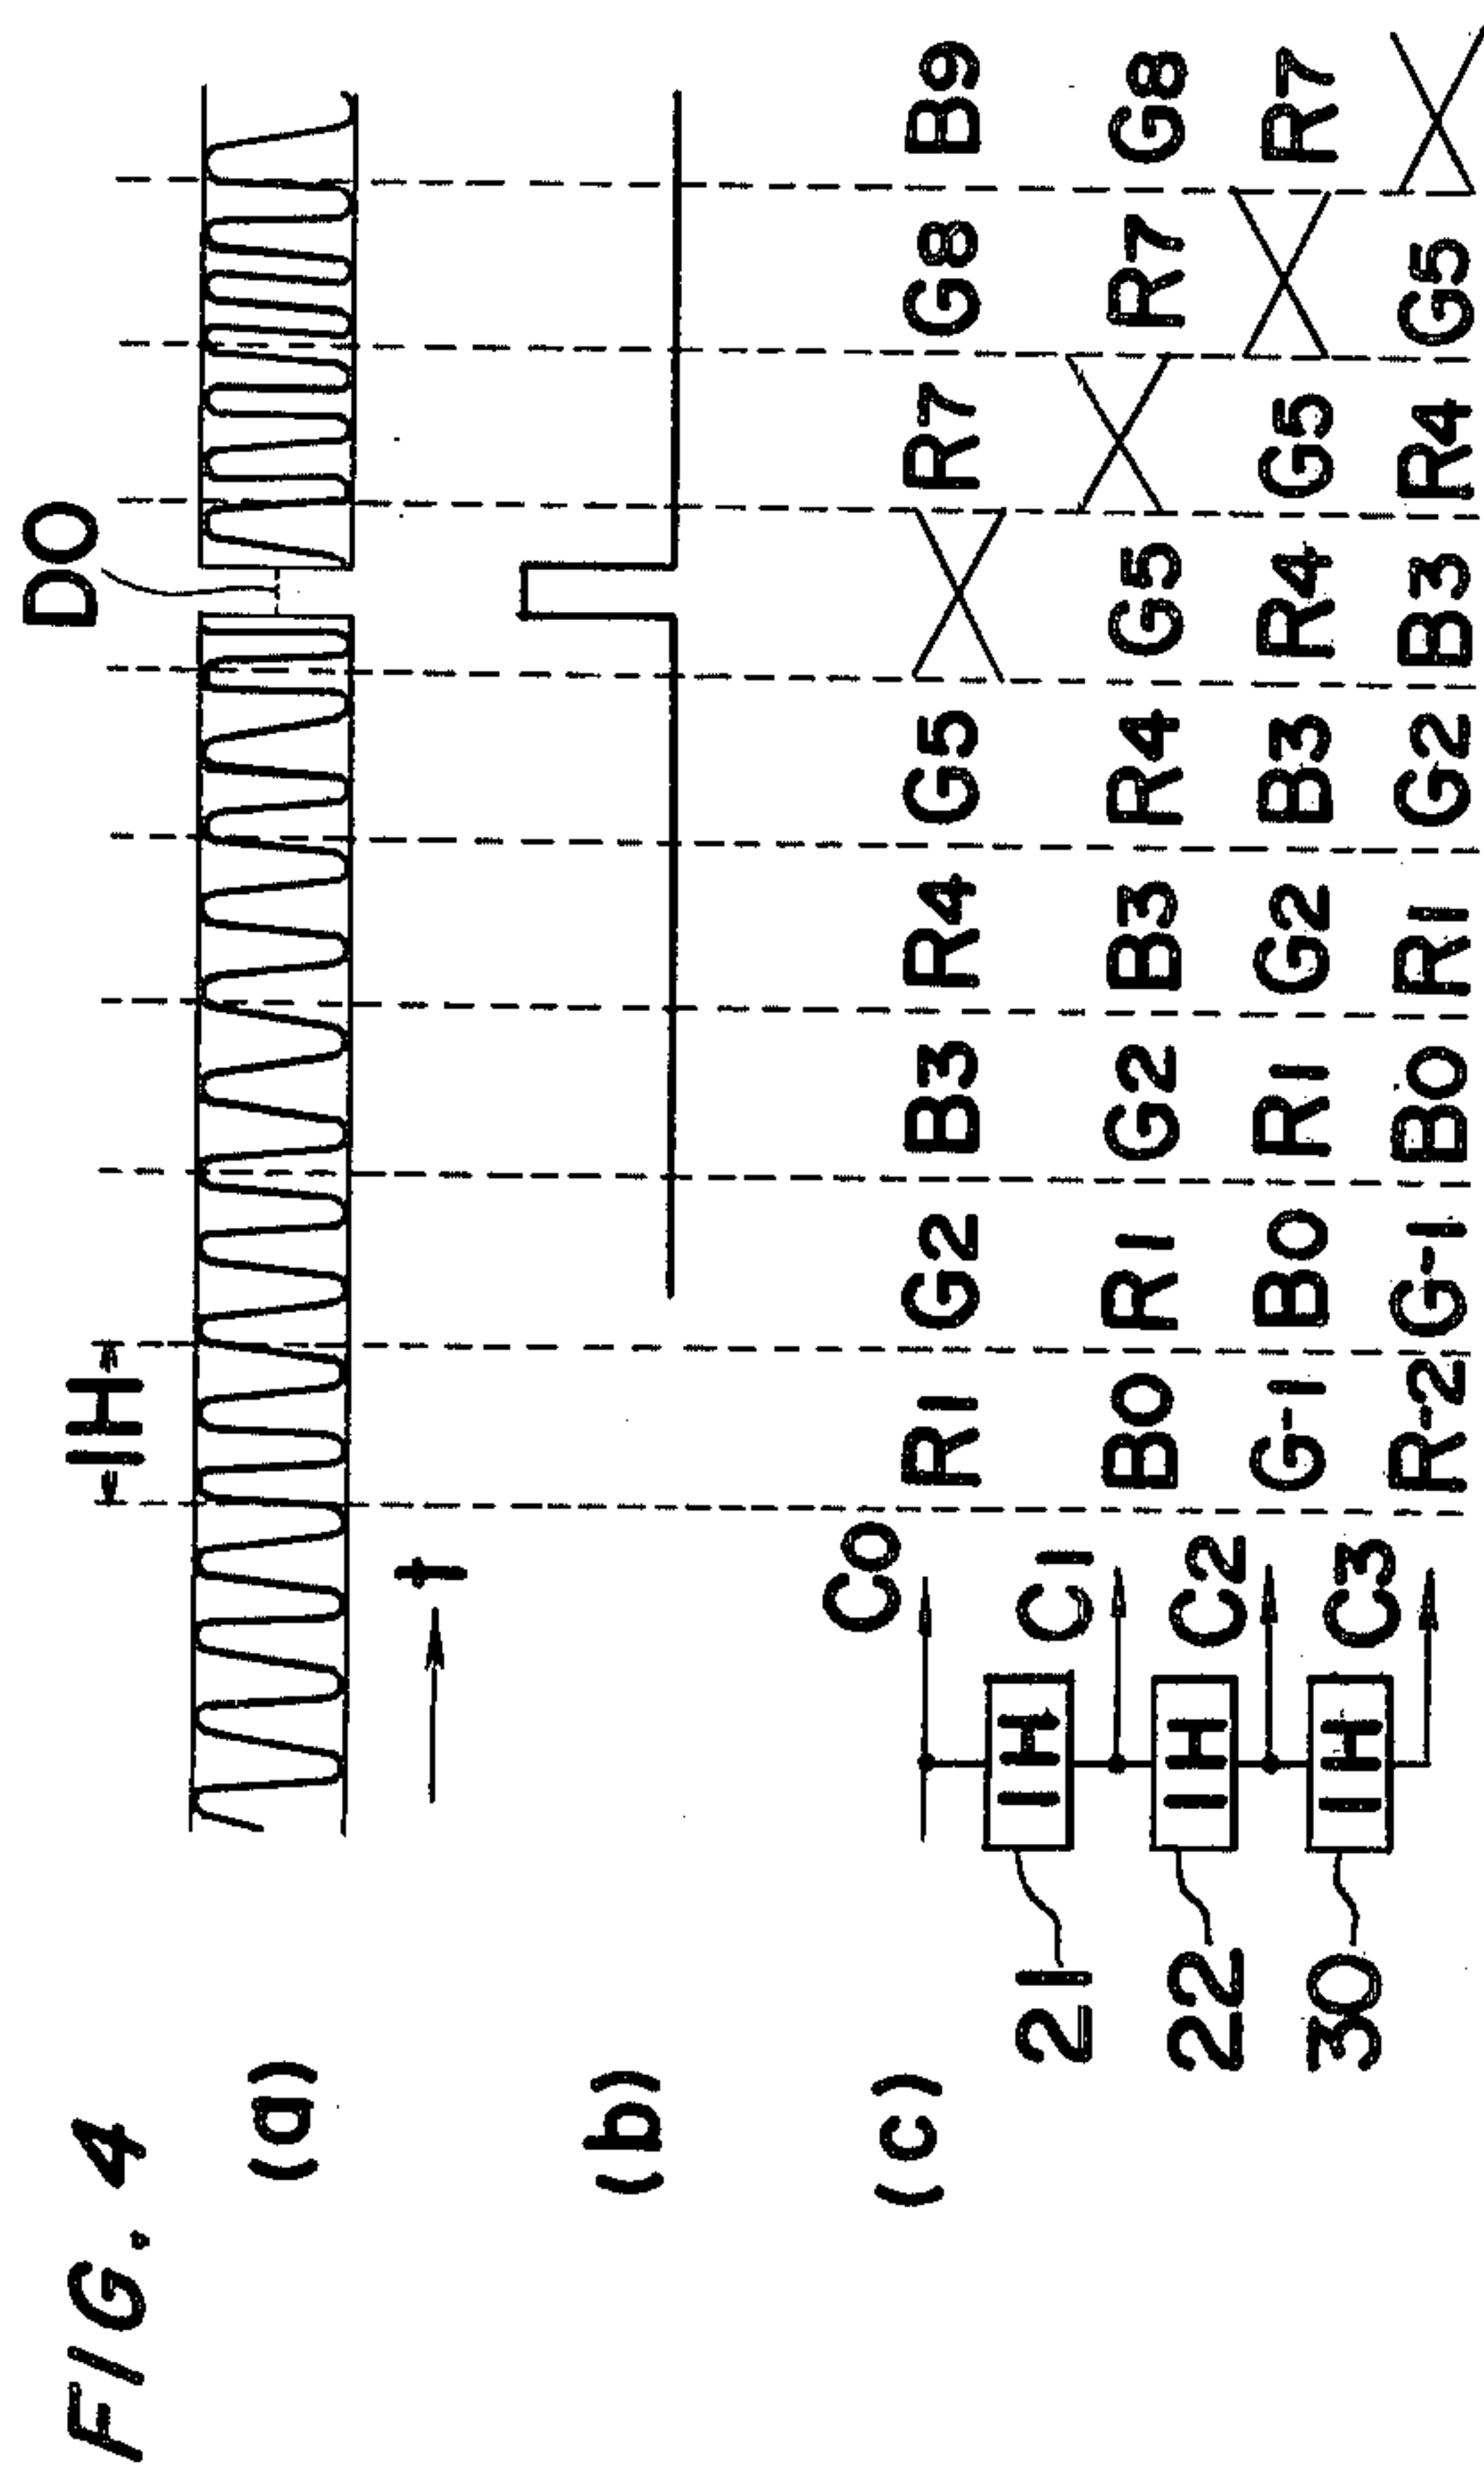 FIG. 4
1H
DO
(a)
t
(b)
(c)
C0 R1 G2 B3 R4 G5 R7 G8 B9
21 1H C1 B0 R1 G2 B3 R4 G5 R7 G8
22 1H C2 G-1 B0 R1 G2 B3 R4 G5 R7
30 1H C3 R-2 G-1 B0 R1 G2 B3 R4 G5